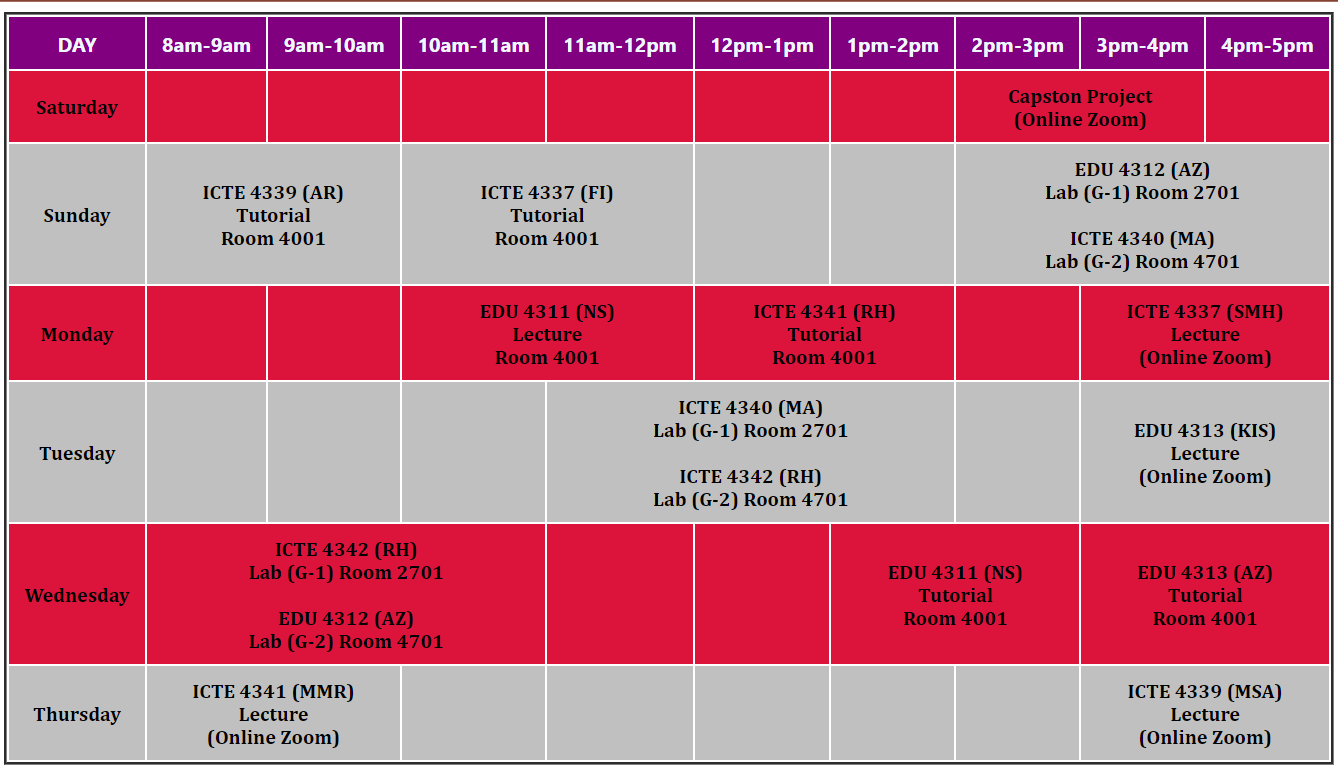 DAY 8am-9am 9am-10am 10am-11am 11am-12pm 12pm-1pm 1pm-2pm 2pm-3pm 3pm-4pm 4pm-5pm
Saturday
Capston Project
(Online Zoom)
Sunday
ICTE 4339 (AR)
Tutorial
Room 4001
ICTE 4337 (FI)
Tutorial
Room 4001
EDU 4312 (AZ)
Lab (G-1) Room 2701
ICTE 4340 (MA)
Lab (G-2) Room 4701
Monday
EDU 4311 (NS)
Lecture
Room 4001
ICTE 4341 (RH)
Tutorial
Room 4001
ICTE 4337 (SMH)
Lecture
(Online Zoom)
Tuesday
ICTE 4340 (MA)
Lab (G-1) Room 2701
ICTE 4342 (RH)
Lab (G-2) Room 4701
EDU 4313 (KIS)
Lecture
(Online Zoom)
Wednesday
ICTE 4342 (RH)
Lab (G-1) Room 2701
EDU 4312 (AZ)
Lab (G-2) Room 4701
EDU 4311 (NS)
Tutorial
Room 4001
EDU 4313 (AZ)
Tutorial
Room 4001
Thursday
ICTE 4341 (MMR)
Lecture
(Online Zoom)
ICTE 4339 (MSA)
Lecture
(Online Zoom)